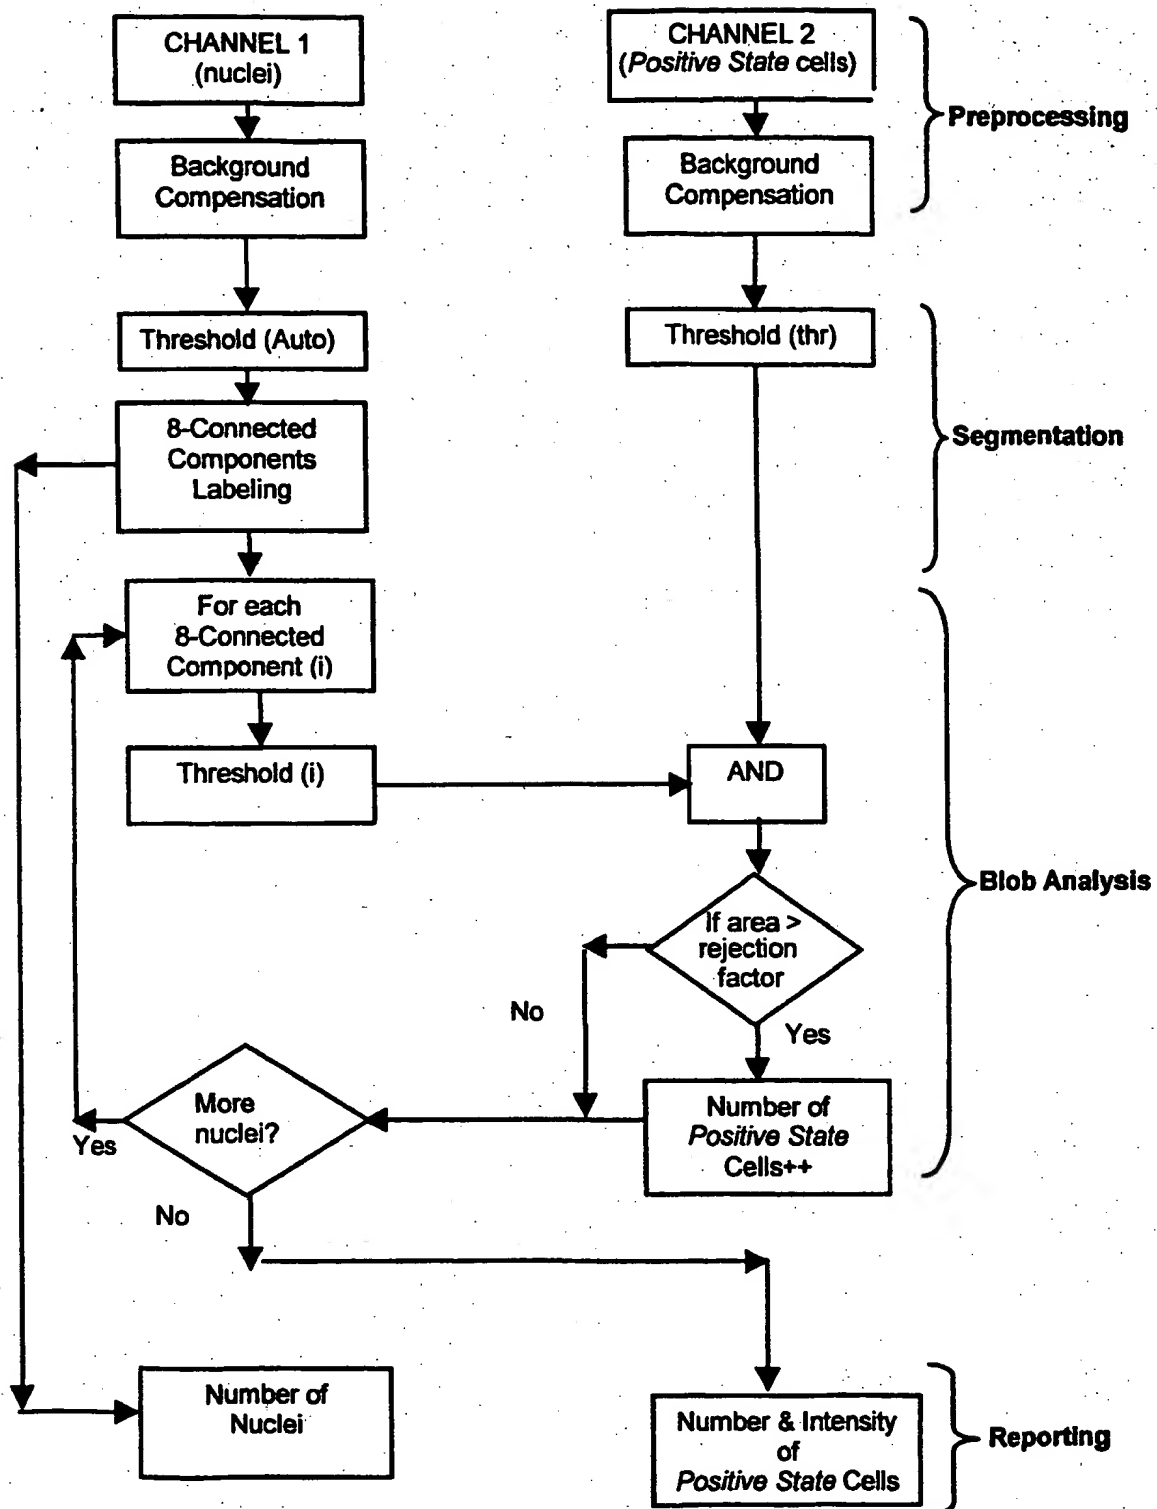 CHANNEL 1
(nuclei)
CHANNEL 2
(Positive State cells)
Preprocessing
Background
Compensation
Background
Compensation
Threshold (Auto)
Threshold (thr)
8-Connected
Components
Labeling
Segmentation
For each
8-Connected
Component (i)
Threshold (i)
AND
Blob Analysis
If area >
rejection
factor
No
Yes
More
nuclei?
Yes
Number of
Positive State
Cells++
No
Number of
Nuclei
Number & Intensity
of
Positive State Cells
Reporting